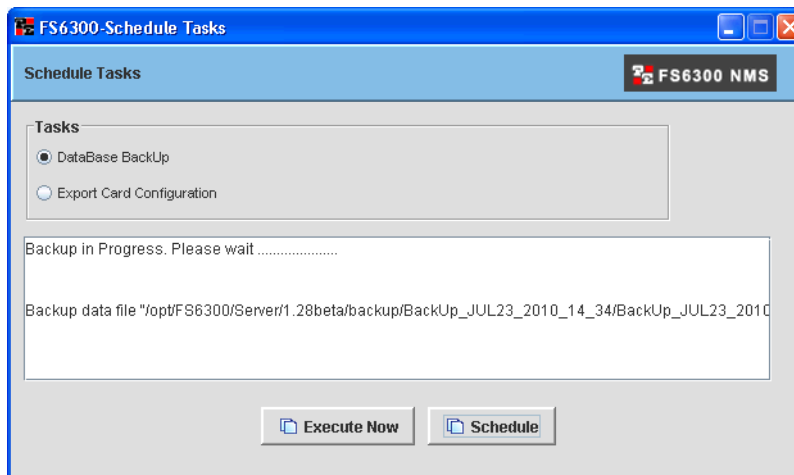 FS6300-Schedule Tasks
Schedule Tasks
FS6300 NMS
Tasks
DataBase BackUp
Export Card Configuration
Backup in Progress. Please wait .....................
Backup data file "/opt/FS6300/Server/1.28beta/backup/BackUp_JUL23_2010_14_34/BackUp_JUL23_2010
Execute Now
Schedule